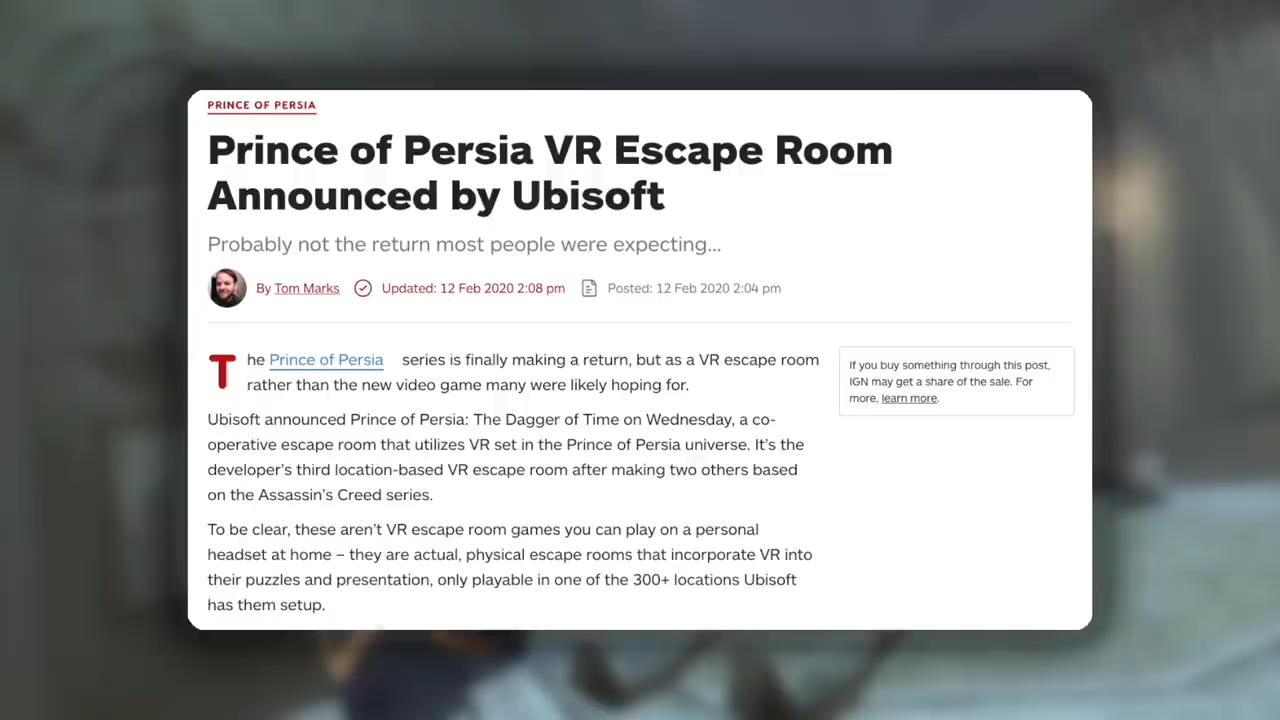 PRINCE OF PERSIA
Prince of Persia VR Escape Room
Announced by Ubisoft
Probably not the return most people were expecting...
By Tom Marks Updated: 12 Feb 2020 2:08 pm Posted: 12 Feb 2020 2:04 pm
The Prince of Persia series is finally making a return, but as a VR escape room
rather than the new video game many were likely hoping for.
If you buy something through this post,
IGN may get a share of the sale. For
more, learn more.
Ubisoft announced Prince of Persia: The Dagger of Time on Wednesday, a co-
operative escape room that utilizes VR set in the Prince of Persia universe. It’s the
developer’s third location-based VR escape room after making two others based
on the Assassin’s Creed series.
To be clear, these aren’t VR escape room games you can play on a personal
headset at home – they are actual, physical escape rooms that incorporate VR into
their puzzles and presentation, only playable in one of the 300+ locations Ubisoft
has them setup.